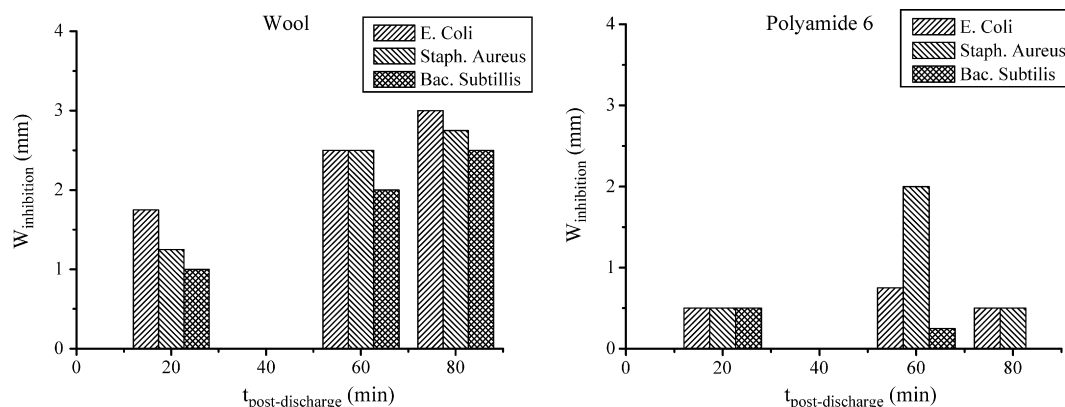 Wool
E. Coli
Staph. Aureus
Bac. Subtillis
4
3
2
1
0
W_inhibition (mm)
0 20 40 60 80
t_post-discharge (min)
Polyamide 6
E. Coli
Staph. Aureus
Bac. Subtilis
4
3
2
1
0
W_inhibition (mm)
0 20 40 60 80
t_post-discharge (min)